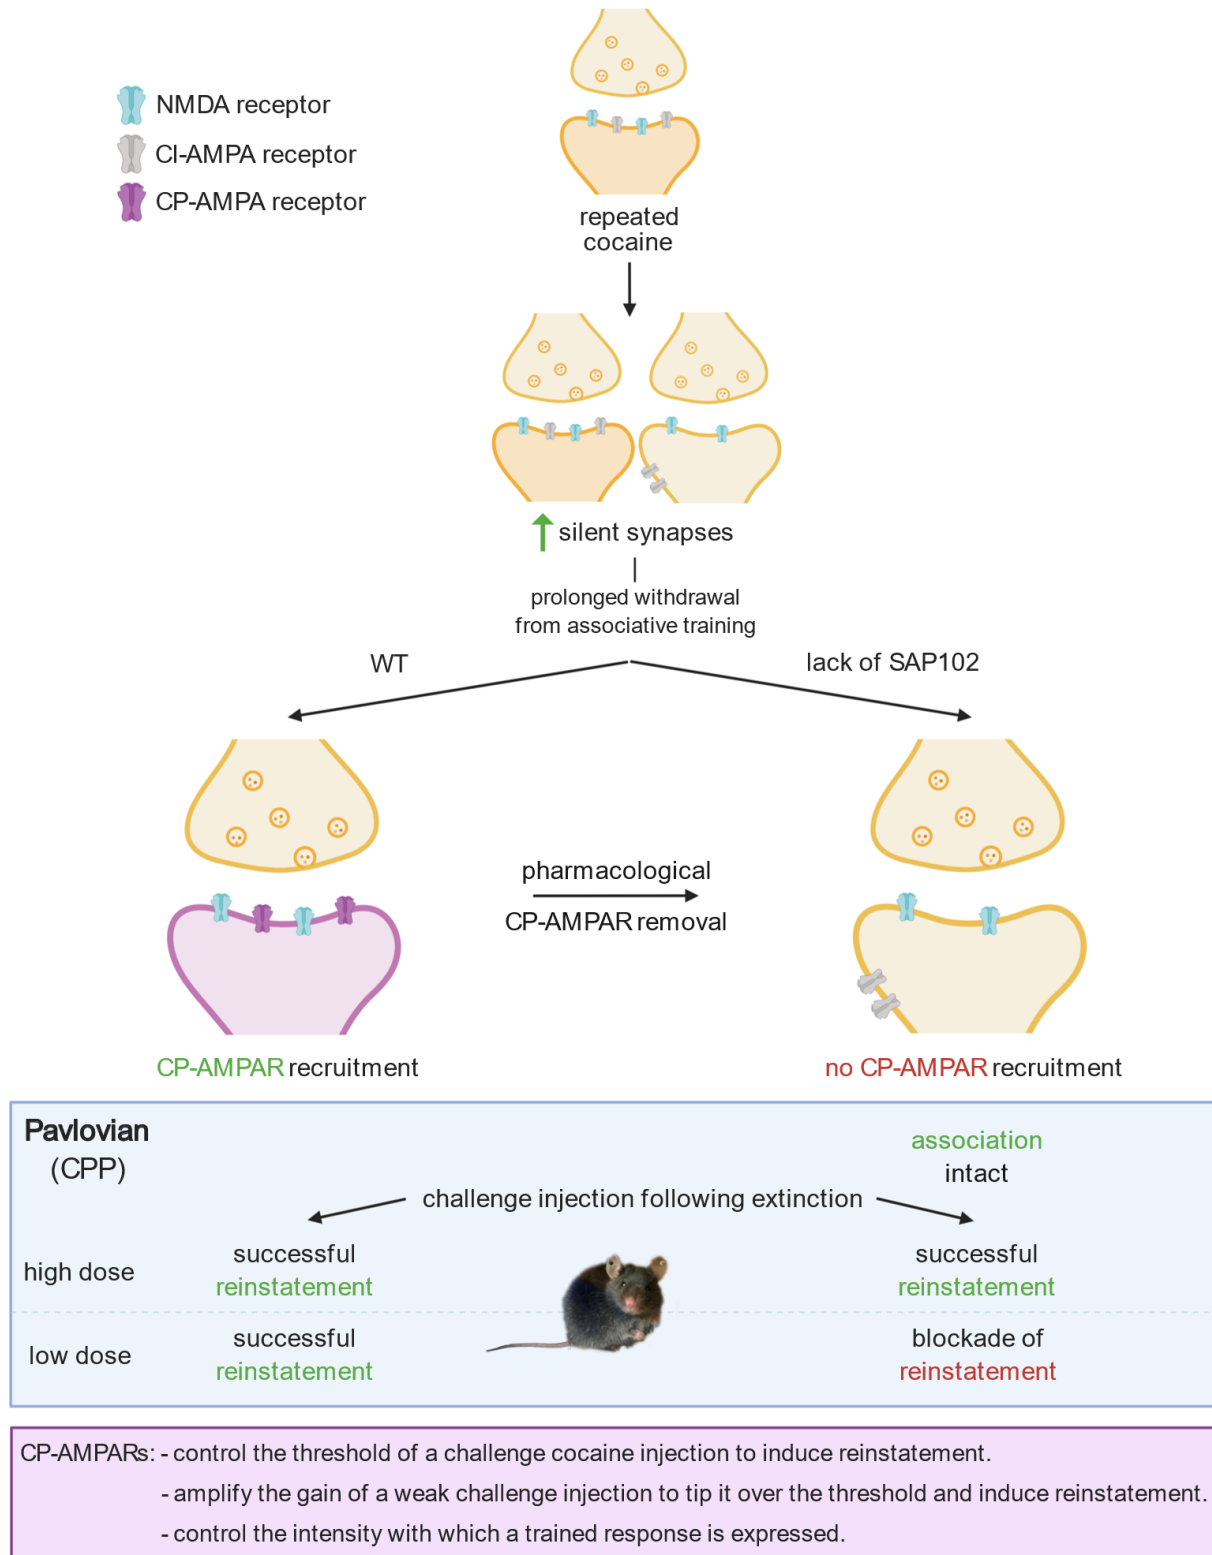 NMDA receptor
CI-AMPA receptor
CP-AMPA receptor
repeated
cocaine
silent synapses
prolonged withdrawal
from associative training
WT
lack of SAP102
pharmacological
CP-AMPAR removal
CP-AMPAR recruitment
no CP-AMPAR recruitment
Pavlovian
(CPP)
association
intact
challenge injection following extinction
high dose
successful
reinstatement
successful
reinstatement
low dose
successful
reinstatement
blockade of
reinstatement
CP-AMPARs: - control the threshold of a challenge cocaine injection to induce reinstatement.
- amplify the gain of a weak challenge injection to tip it over the threshold and induce reinstatement.
- control the intensity with which a trained response is expressed.